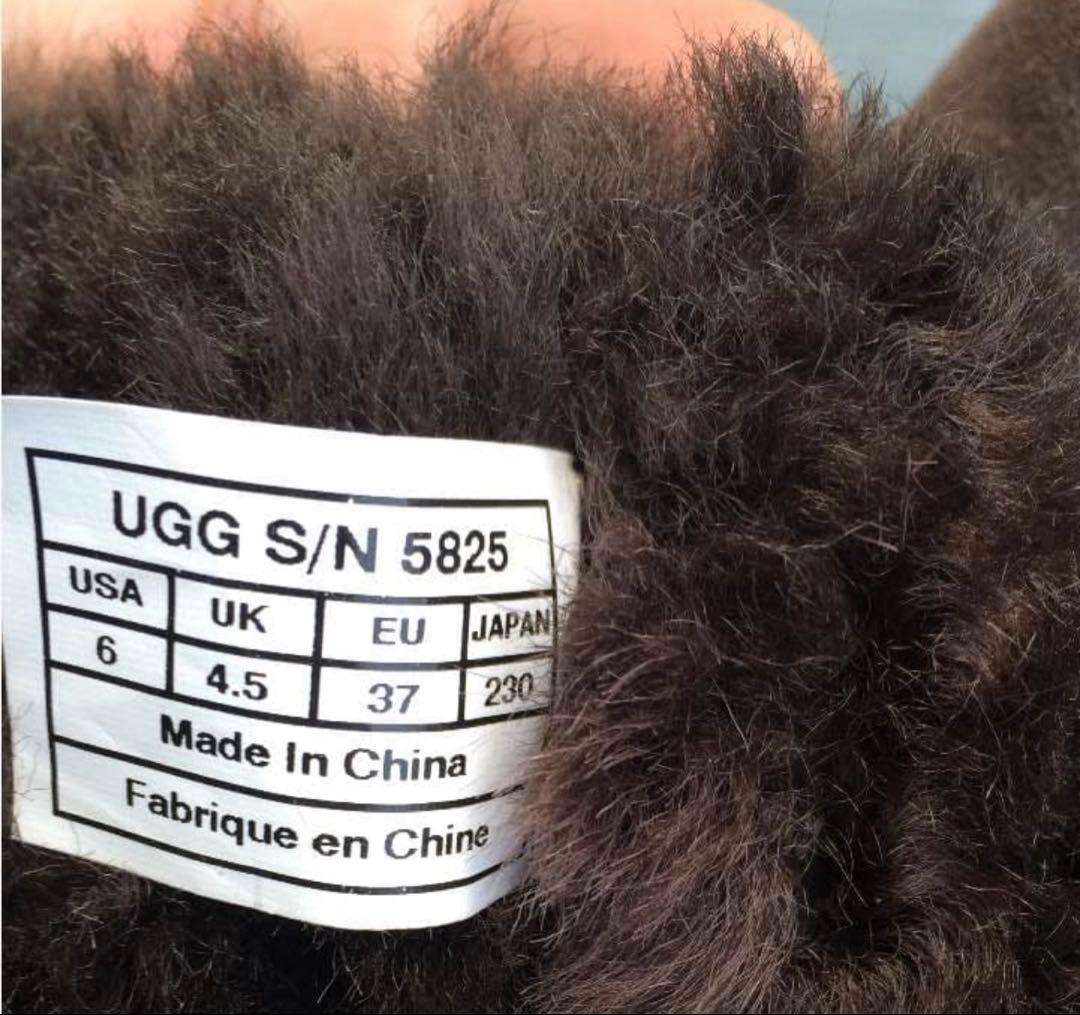 UGG S/N 5825
USA UK EU JAPAN
6 4.5 37 230
Made In China
Fabrique en Chine